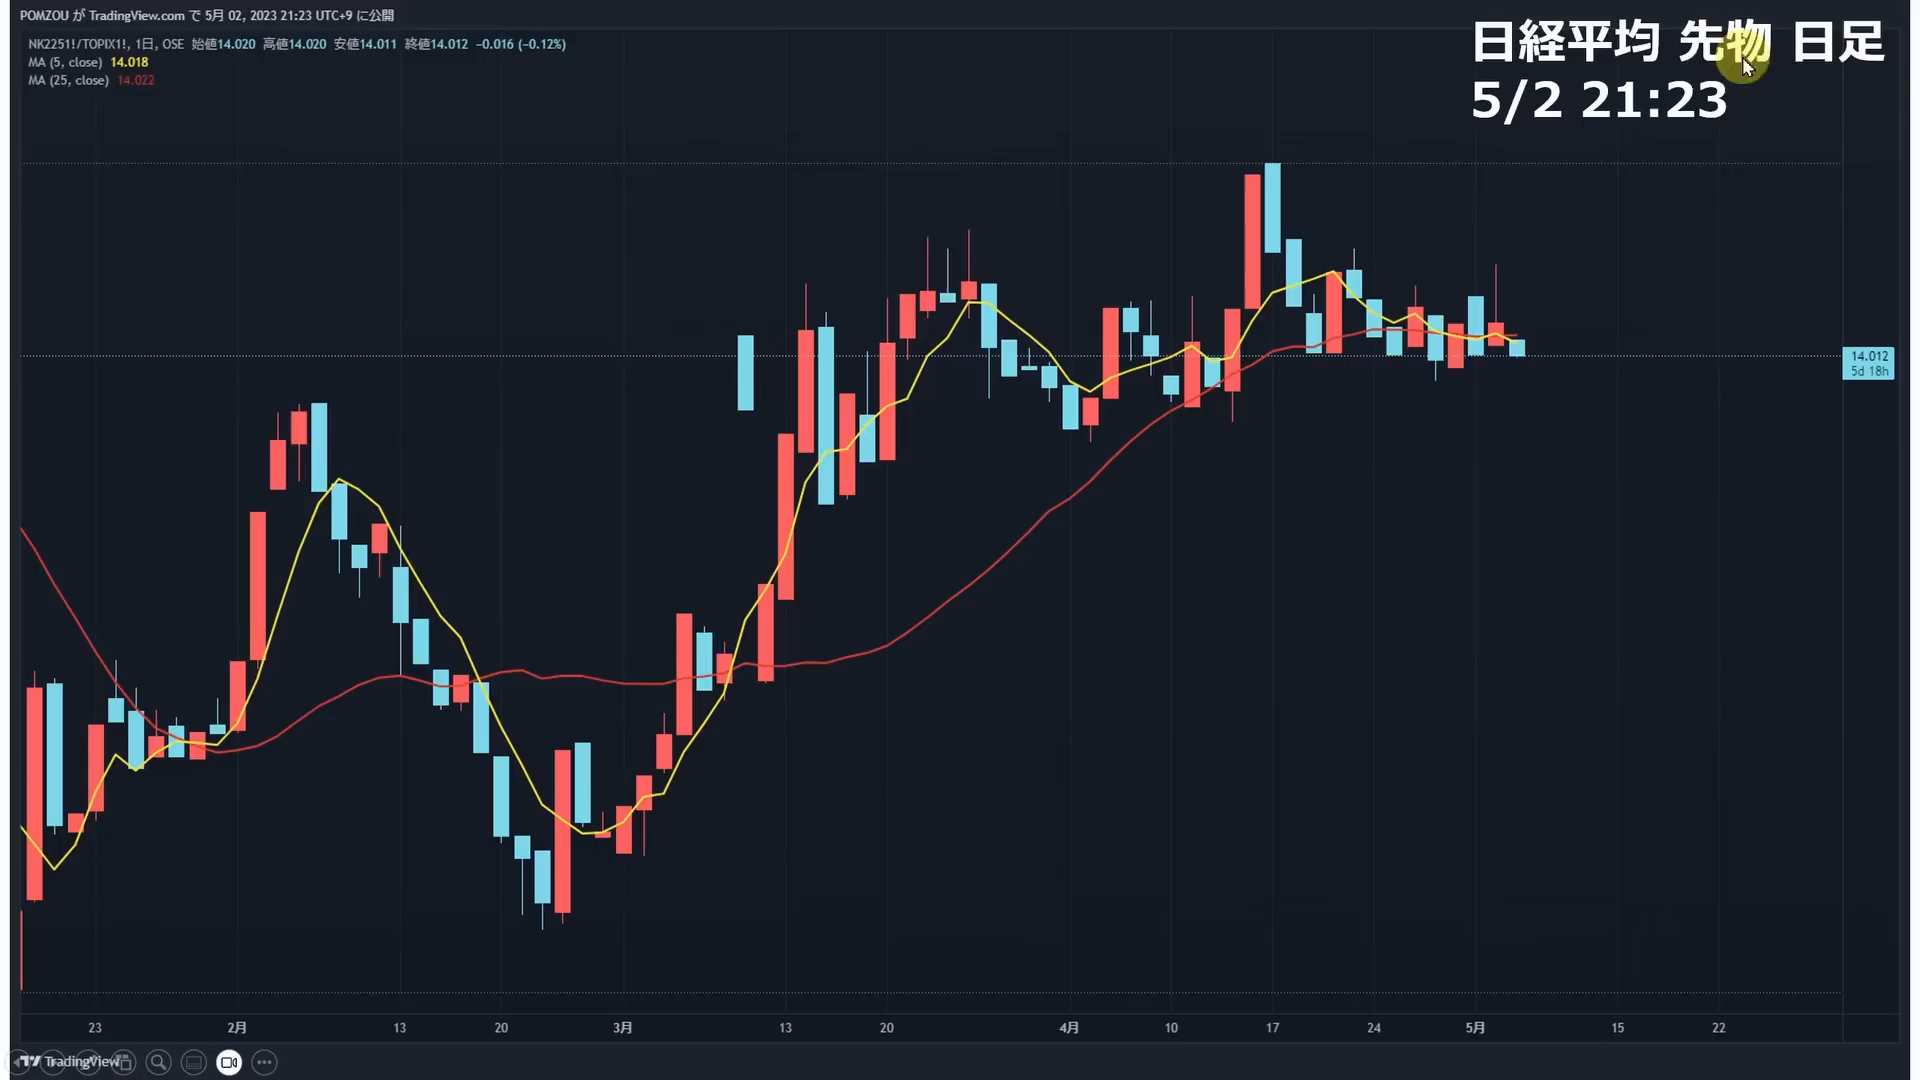 POMZOU が TradingView.com で 5月 02, 2023 21:23 UTC+9 に公開
日経平均 先物 日足
5/2 21:23
NK2251!/TOPIX1!, 1日, OSE 始値14.020 高値14.020 安値14.011 終値14.012 −0.016 (−0.12%)
MA (5, close) 14.018
MA (25, close) 14.022
14.012
5d 18h
23 2月 13 20 3月 13 20 4月 10 17 24 5月 15 22
TradingView